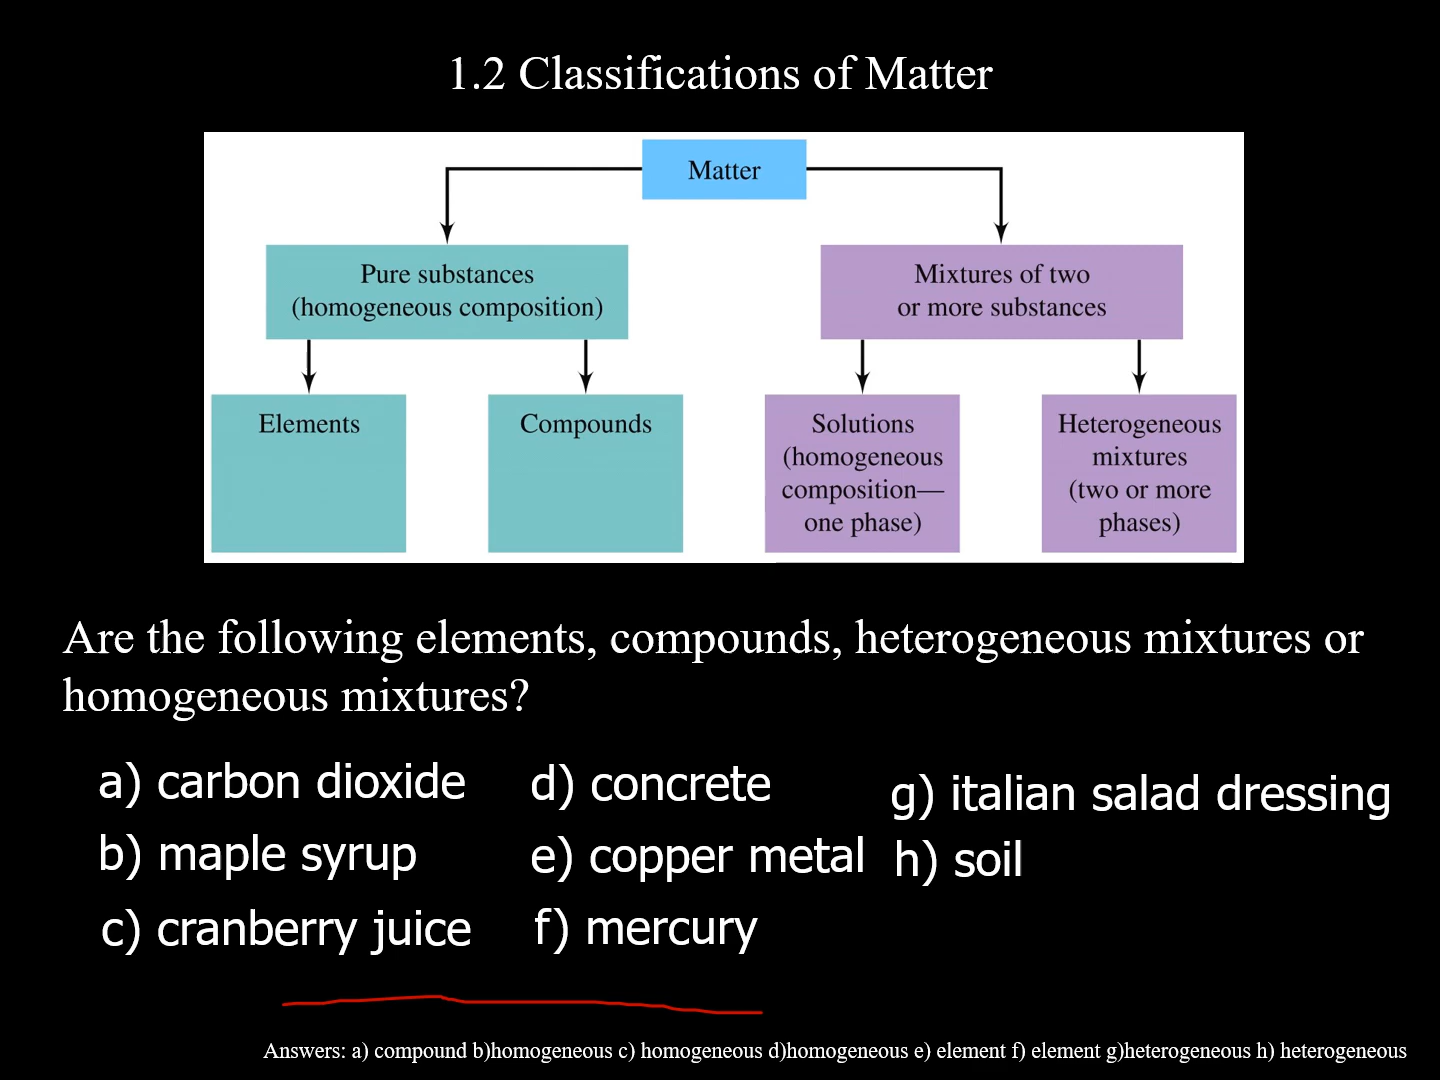 1.2 Classifications of Matter
Matter
Pure substances
(homogeneous composition)
Mixtures of two
or more substances
Elements
Compounds
Solutions
(homogeneous
composition—
one phase)
Heterogeneous
mixtures
(two or more
phases)
Are the following elements, compounds, heterogeneous mixtures or
homogeneous mixtures?
a) carbon dioxide
b) maple syrup
c) cranberry juice
d) concrete
e) copper metal
f) mercury
g) italian salad dressing
h) soil
Answers: a) compound b)homogeneous c) homogeneous d)homogeneous e) element f) element g)heterogeneous h) heterogeneous